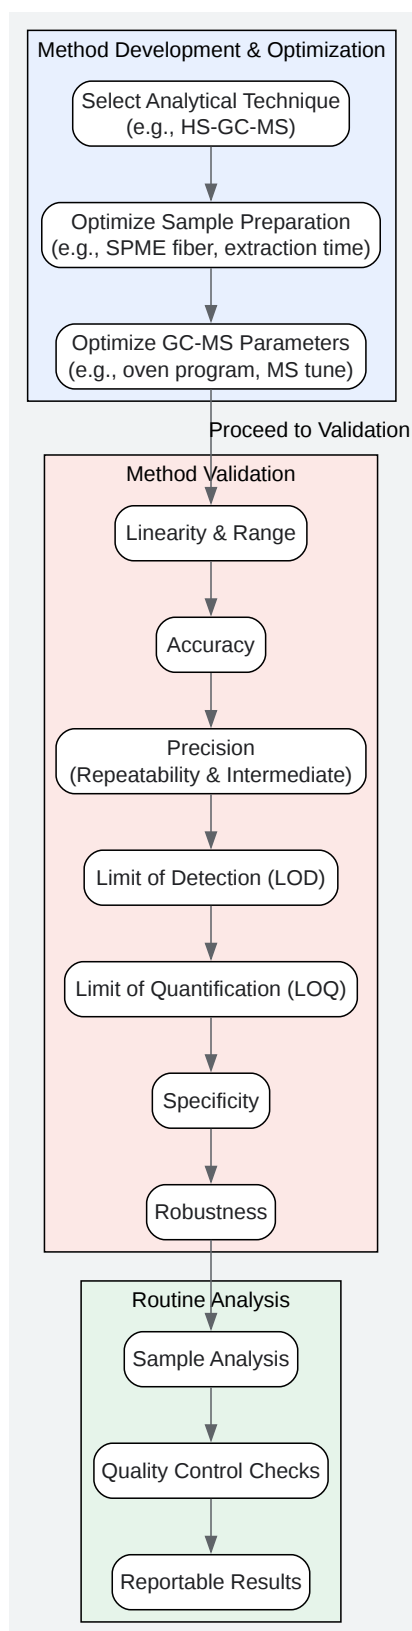 Method Development & Optimization
Select Analytical Technique
(e.g., HS-GC-MS)
Optimize Sample Preparation
(e.g., SPME fiber, extraction time)
Optimize GC-MS Parameters
(e.g., oven program, MS tune)
Proceed to Validation
Method Validation
Linearity & Range
Accuracy
Precision
(Repeatability & Intermediate)
Limit of Detection (LOD)
Limit of Quantification (LOQ)
Specificity
Robustness
Routine Analysis
Sample Analysis
Quality Control Checks
Reportable Results